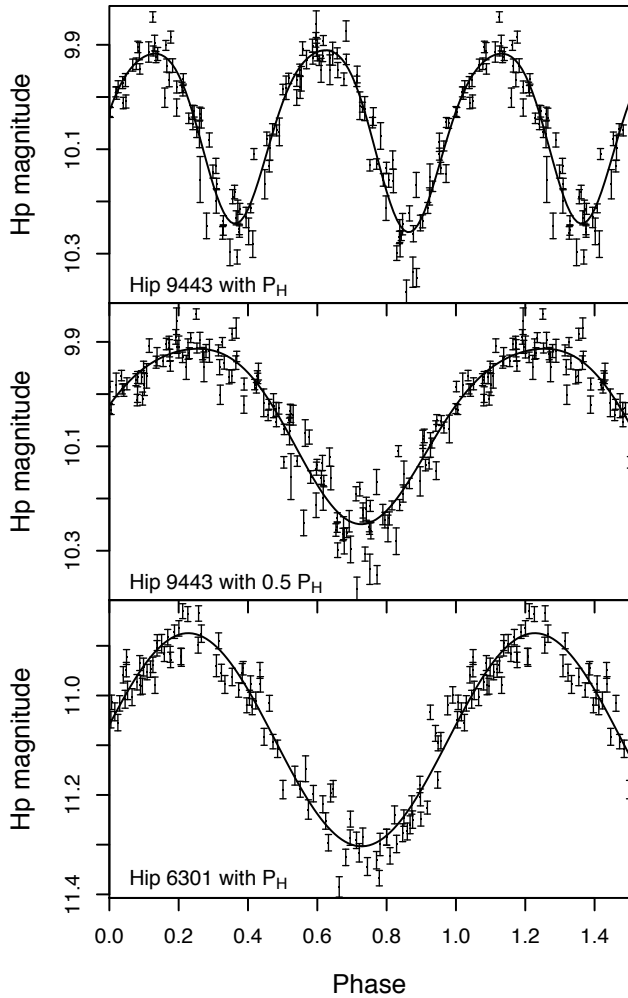 9.9
10.1
10.3
Hp magnitude
Hip 9443 with P_H
9.9
10.1
10.3
Hp magnitude
Hip 9443 with 0.5 P_H
11.0
11.2
11.4
Hp magnitude
Hip 6301 with P_H
0.0 0.2 0.4 0.6 0.8 1.0 1.2 1.4
Phase